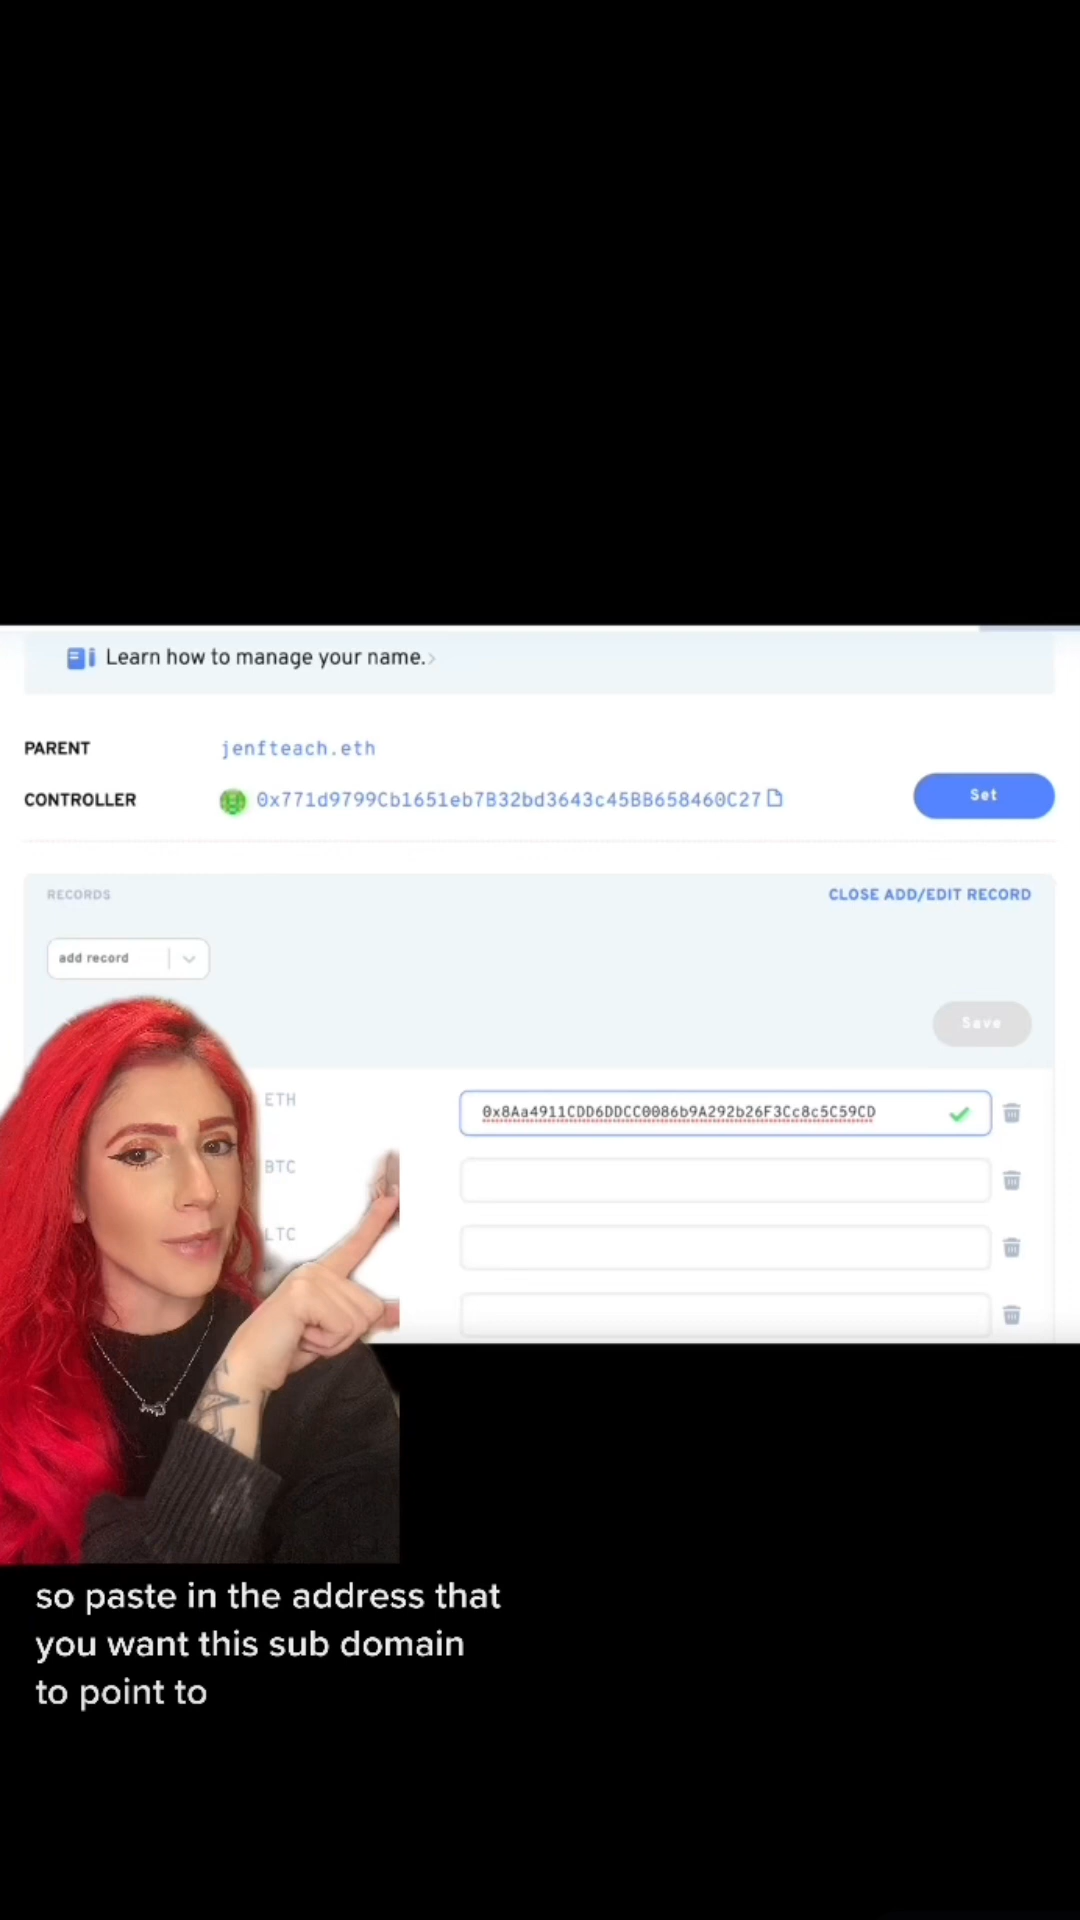 Learn how to manage your name.
PARENT
jenfteach.eth
CONTROLLER
0x771d9799Cb1651eb7B32bd3643c45BB658460C27
Set
RECORDS
CLOSE ADD/EDIT RECORD
add record
Save
ETH
0x8Aa4911CDD6DDCC0086b9A292b26F3Cc8c5C59CD
BTC
LTC
so paste in the address that
you want this sub domain
to point to